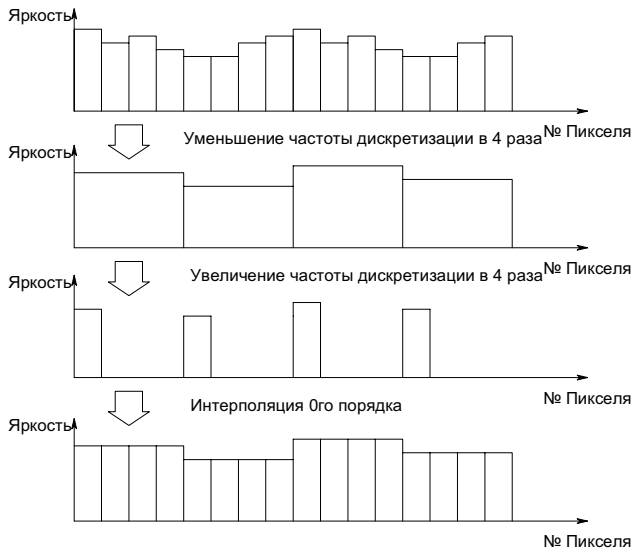 Яркость
№ Пикселя
Уменьшение частоты дискретизации в 4 раза
Яркость
№ Пикселя
Увеличение частоты дискретизации в 4 раза
Яркость
№ Пикселя
Интерполяция 0го порядка
Яркость
№ Пикселя